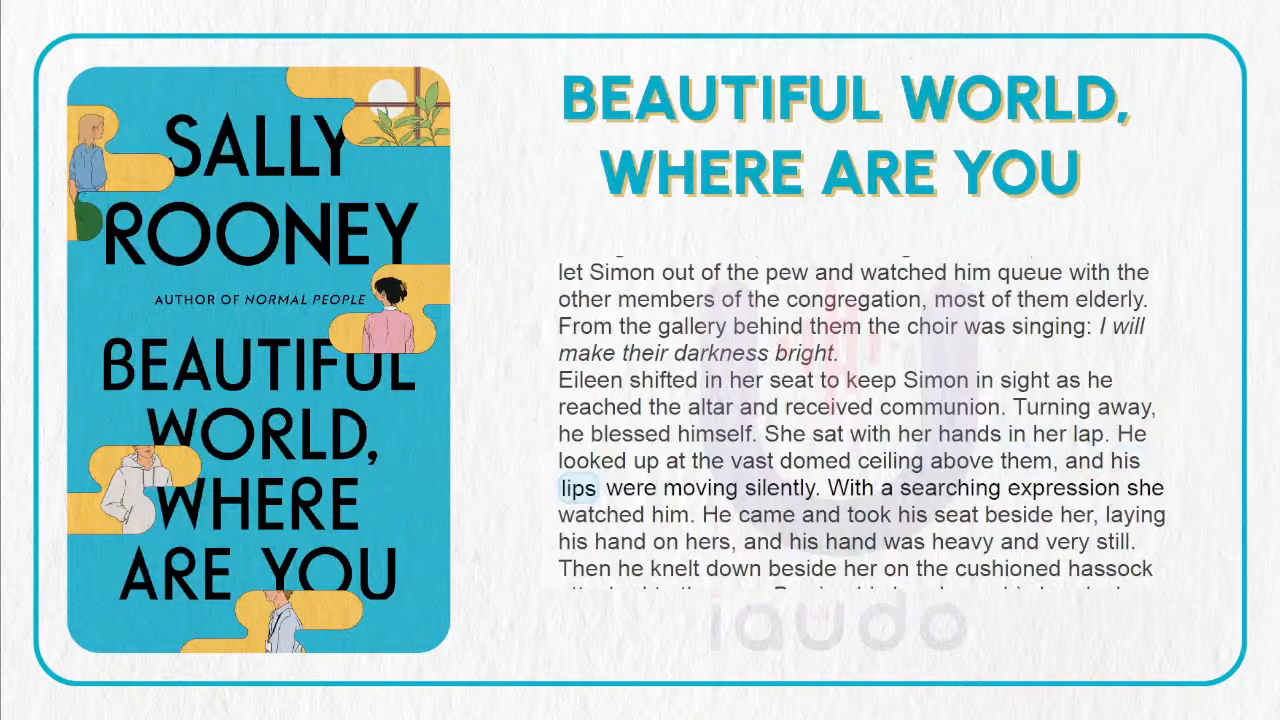 SALLY
ROONEY
AUTHOR OF NORMAL PEOPLE
BEAUTIFUL
WORLD,
WHERE
ARE YOU
BEAUTIFUL WORLD,
WHERE ARE YOU
let Simon out of the pew and watched him queue with the
other members of the congregation, most of them elderly.
From the gallery behind them the choir was singing: I will
make their darkness bright.
Eileen shifted in her seat to keep Simon in sight as he
reached the altar and received communion. Turning away,
he blessed himself. She sat with her hands in her lap. He
looked up at the vast domed ceiling above them, and his
lips were moving silently. With a searching expression she
watched him. He came and took his seat beside her, laying
his hand on hers, and his hand was heavy and very still.
Then he knelt down beside her on the cushioned hassock
iaudo